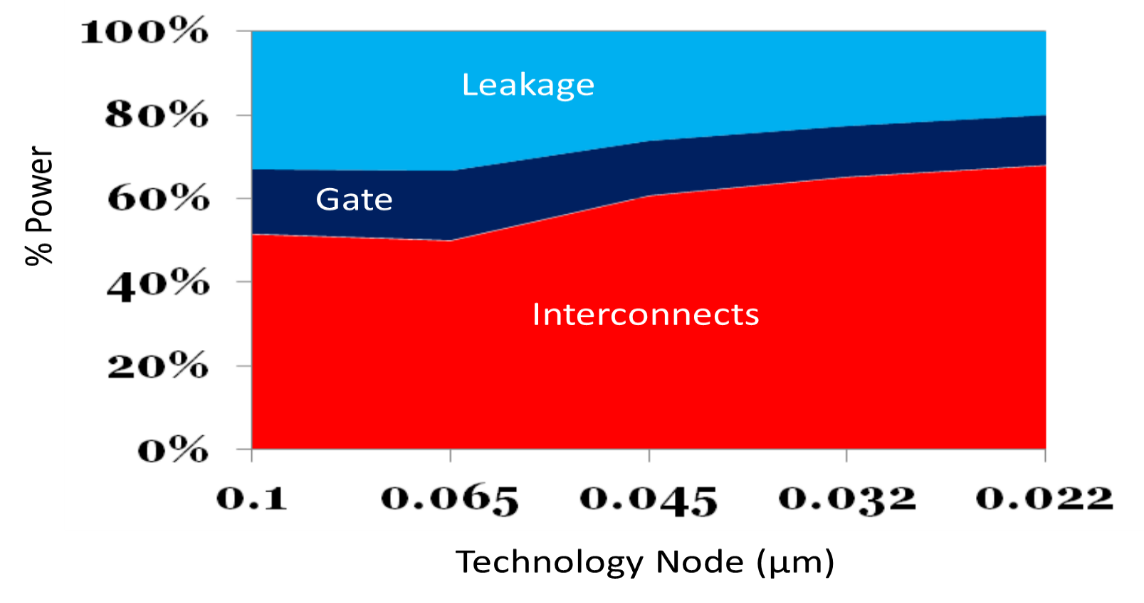 100%
80%
60%
40%
20%
0%
% Power
Leakage
Gate
Interconnects
0.1 0.065 0.045 0.032 0.022
Technology Node (μm)